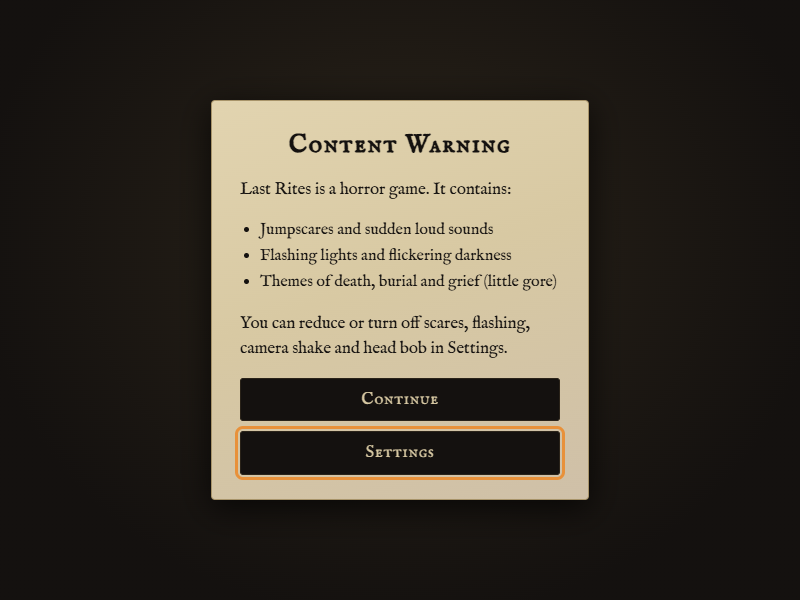 Content Warning
Last Rites is a horror game. It contains:
• Jumpscares and sudden loud sounds
• Flashing lights and flickering darkness
• Themes of death, burial and grief (little gore)
You can reduce or turn off scares, flashing,
camera shake and head bob in Settings.
Continue
Settings